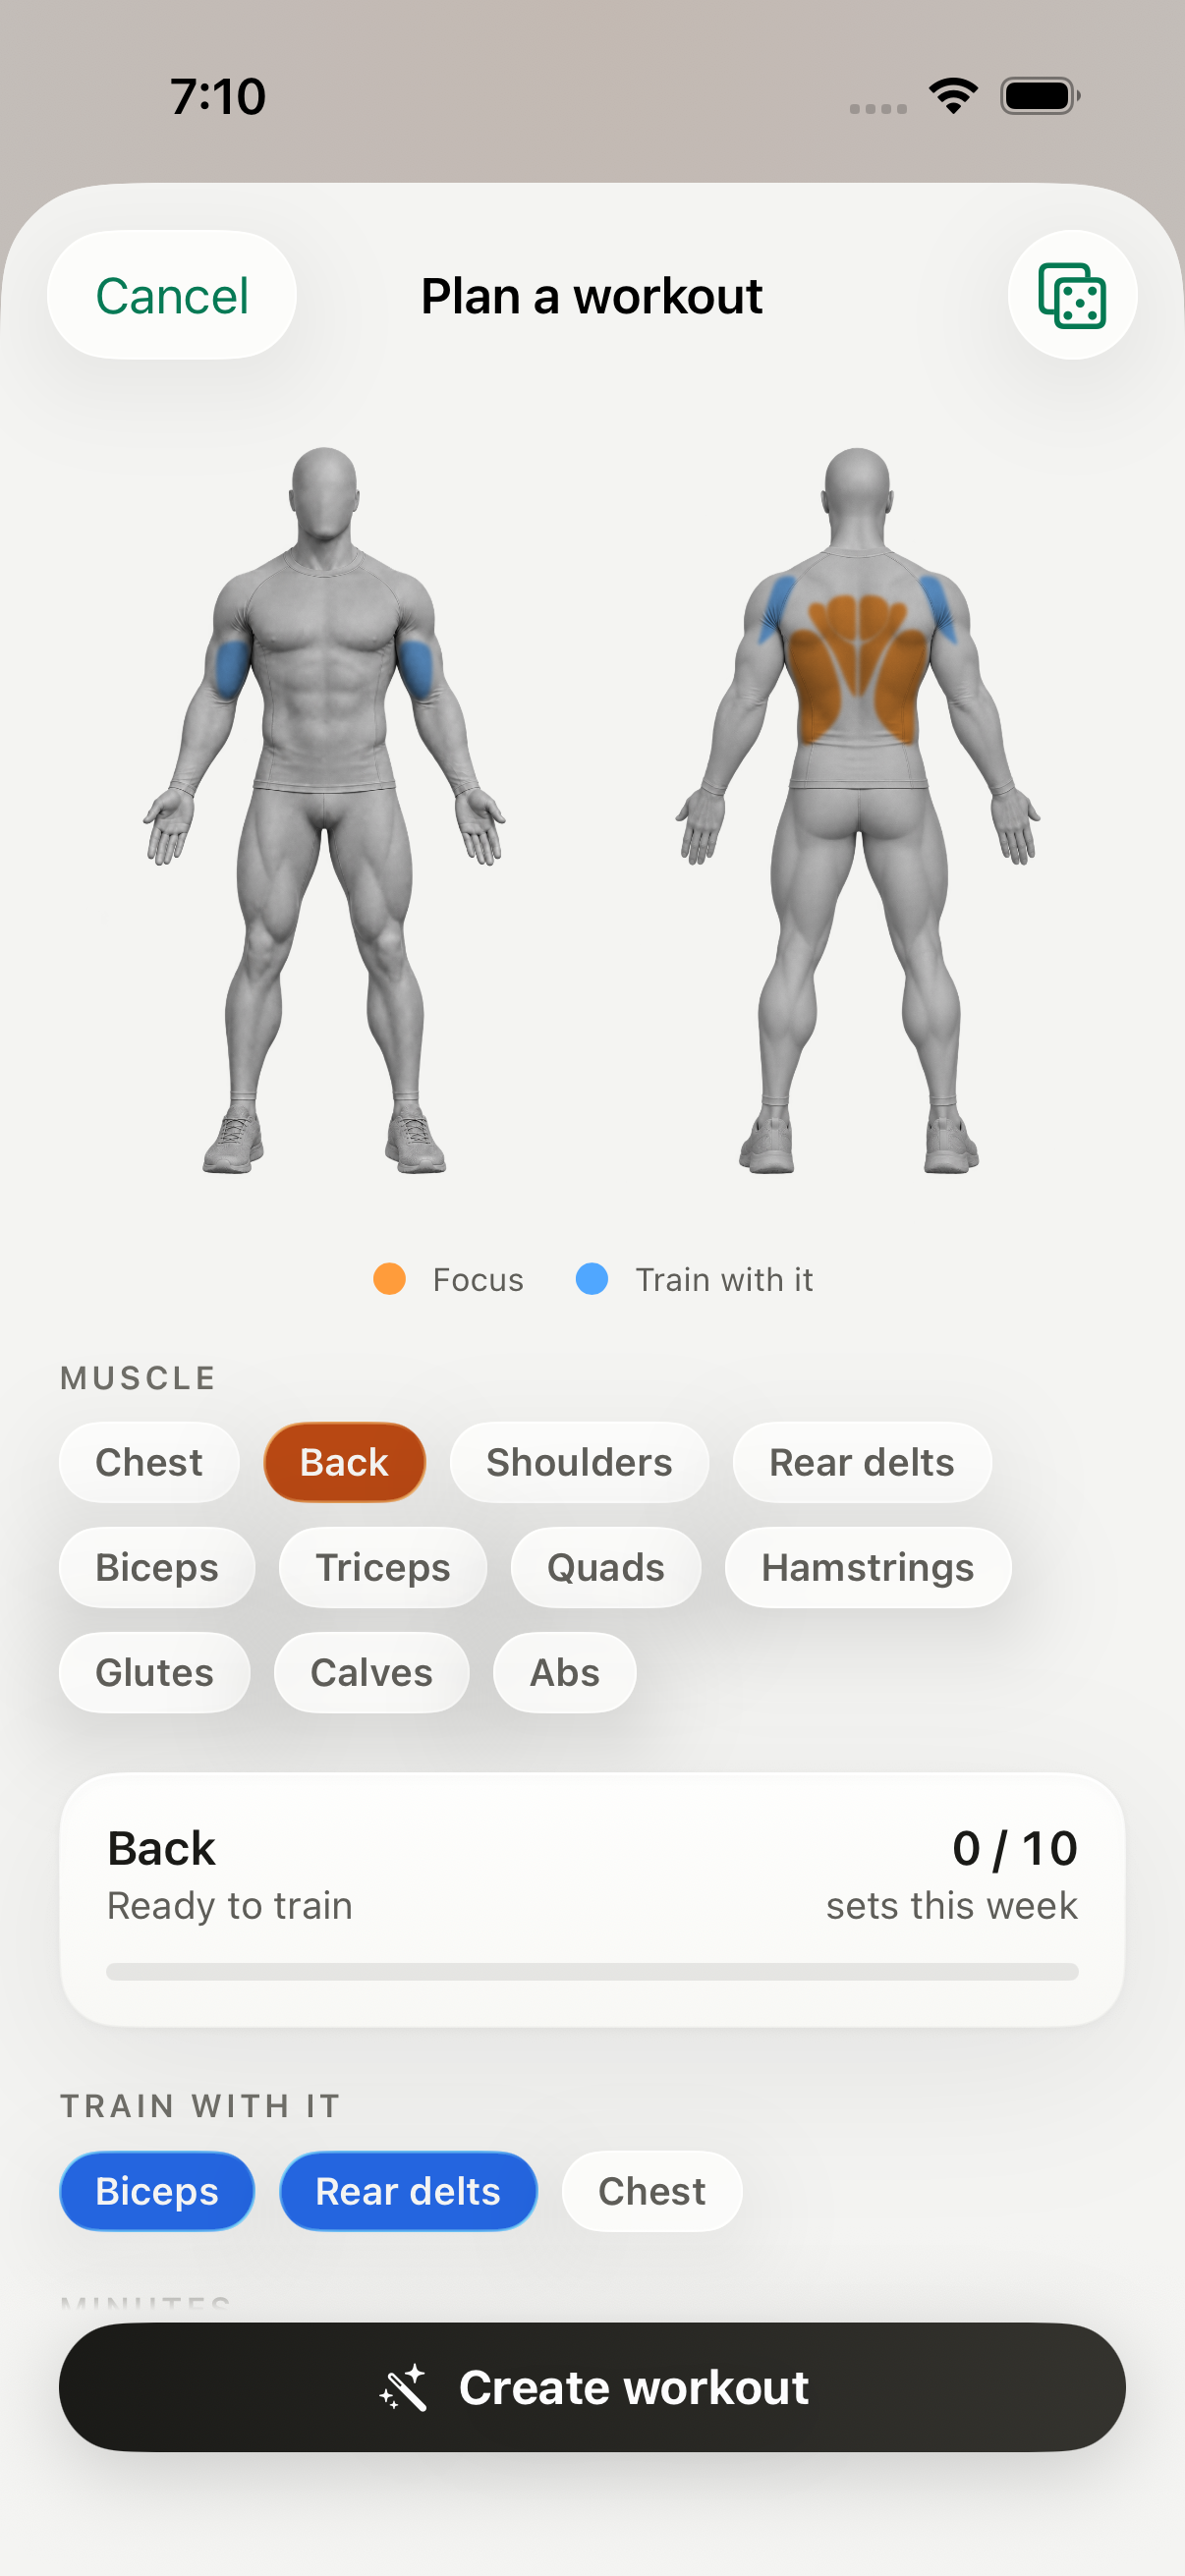 7:10
Cancel
Plan a workout
Focus
Train with it
MUSCLE
Chest
Back
Shoulders
Rear delts
Biceps
Triceps
Quads
Hamstrings
Glutes
Calves
Abs
Back
0 / 10
Ready to train
sets this week
TRAIN WITH IT
Biceps
Rear delts
Chest
MINUTES
Create workout